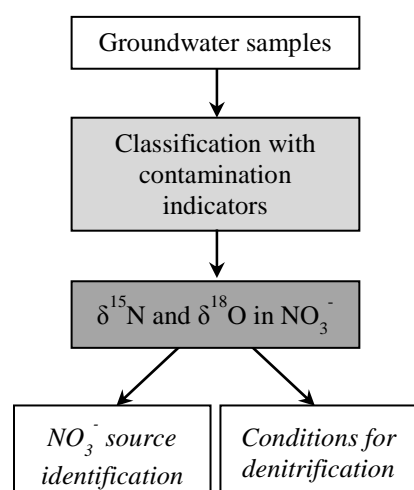 Groundwater samples
Classification with
contamination
indicators
δ¹⁵N and δ¹⁸O in NO₃⁻
NO₃⁻ source
identification
Conditions for
denitrification